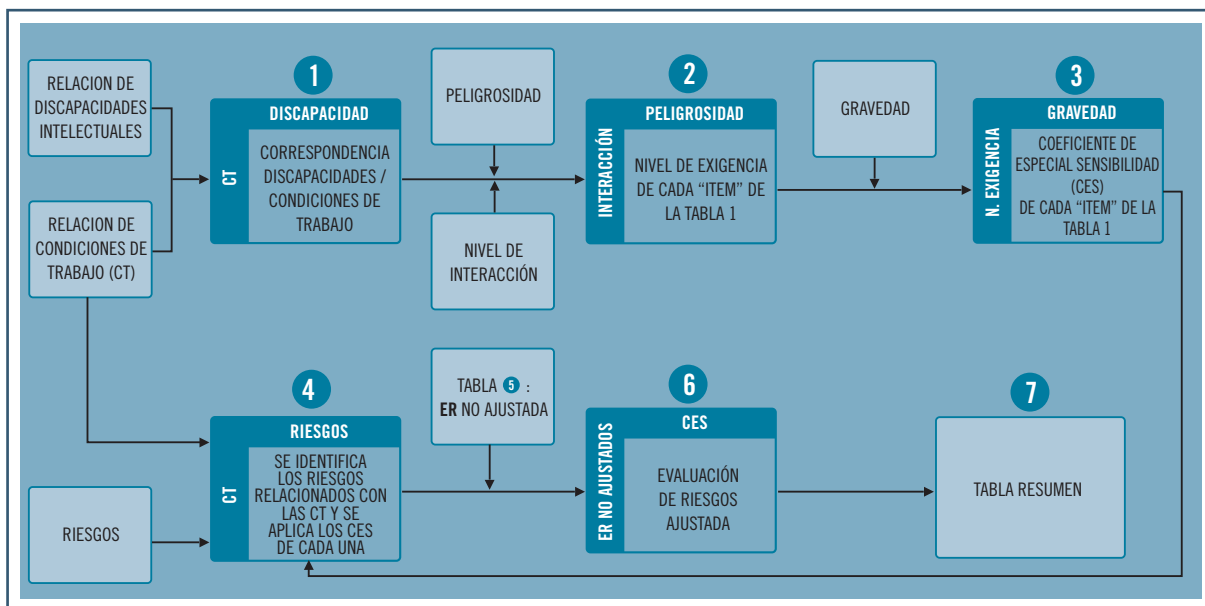 RELACION DE
DISCAPACIDADES
INTELECTUALES
RELACION DE
CONDICIONES DE
TRABAJO (CT)
1
DISCAPACIDAD
CT
CORRESPONDENCIA
DISCAPACIDADES /
CONDICIONES DE
TRABAJO
PELIGROSIDAD
NIVEL DE
INTERACCIÓN
2
PELIGROSIDAD
INTERACCIÓN
NIVEL DE EXIGENCIA
DE CADA “ITEM” DE
LA TABLA 1
GRAVEDAD
3
GRAVEDAD
N. EXIGENCIA
COEFICIENTE DE
ESPECIAL SENSIBILIDAD
(CES)
DE CADA “ITEM” DE LA
TABLA 1
RIESGOS
4
RIESGOS
CT
SE IDENTIFICA
LOS RIESGOS
RELACIONADOS CON
LAS CT Y SE
APLICA LOS CES
DE CADA UNA
TABLA 5 :
ER NO AJUSTADA
6
CES
ER NO AJUSTADOS
EVALUACIÓN
DE RIESGOS
AJUSTADA
7
TABLA RESUMEN